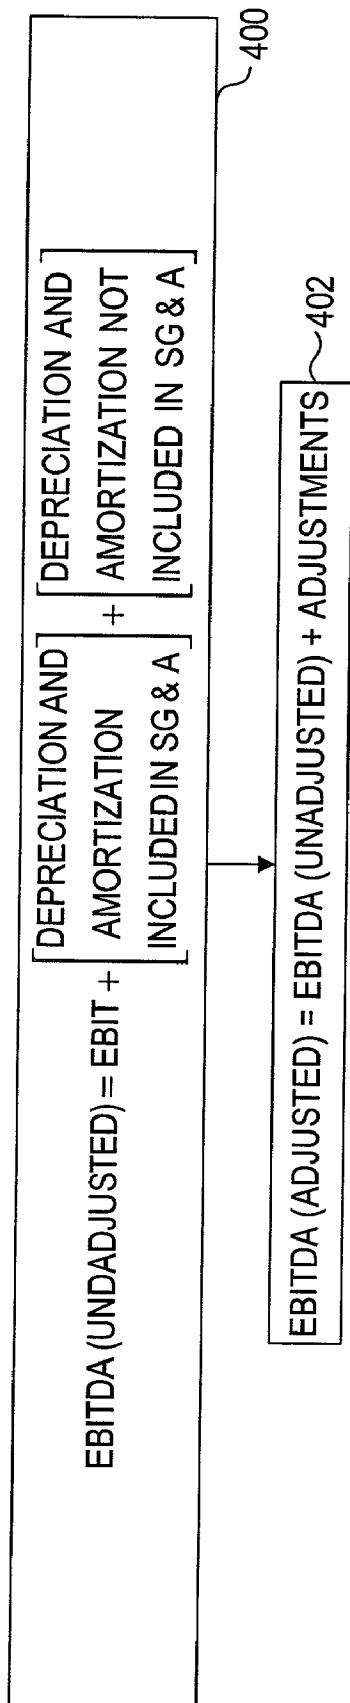 EBITDA (UNDADJUSTED) = EBIT + [DEPRECIATION AND AMORTIZATION INCLUDED IN SG & A] + [DEPRECIATION AND AMORTIZATION NOT INCLUDED IN SG & A]
400
EBITDA (ADJUSTED) = EBITDA (UNADJUSTED) + ADJUSTMENTS
402